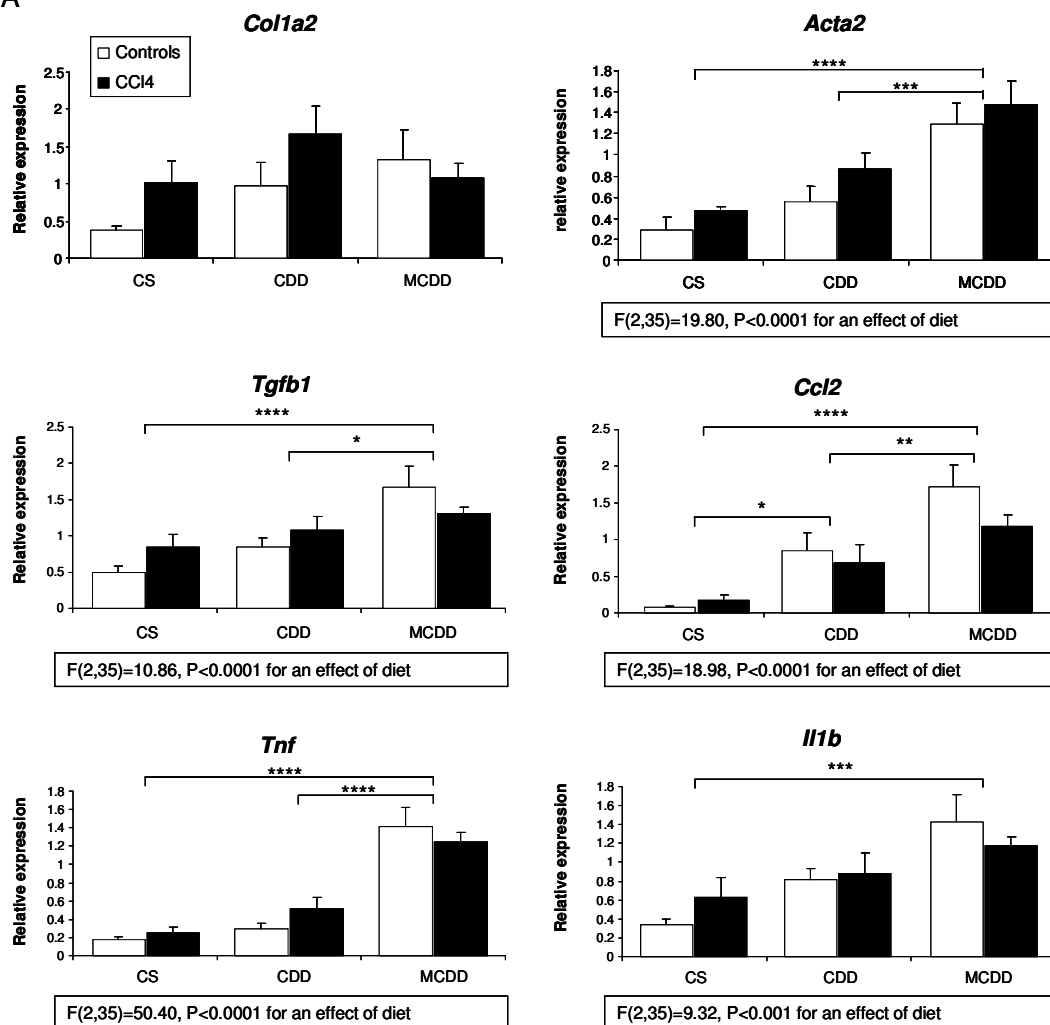 A
Col1a2
Controls
CCl4
Relative expression
2.5
2
1.5
1
0.5
0
CS
CDD
MCDD
Acta2
relative expression
1.8
1.6
1.4
1.2
1
0.8
0.6
0.4
0.2
0
****
***
CS
CDD
MCDD
F(2,35)=19.80, P<0.0001 for an effect of diet
Tgfb1
Relative expression
2.5
2
1.5
1
0.5
0
****
*
CS
CDD
MCDD
F(2,35)=10.86, P<0.0001 for an effect of diet
Ccl2
Relative expression
2.5
2
1.5
1
0.5
0
****
**
*
CS
CDD
MCDD
F(2,35)=18.98, P<0.0001 for an effect of diet
Tnf
Relative expression
1.8
1.6
1.4
1.2
1
0.8
0.6
0.4
0.2
0
****
****
CS
CDD
MCDD
F(2,35)=50.40, P<0.0001 for an effect of diet
Il1b
Relative expression
1.8
1.6
1.4
1.2
1
0.8
0.6
0.4
0.2
0
***
CS
CDD
MCDD
F(2,35)=9.32, P<0.001 for an effect of diet